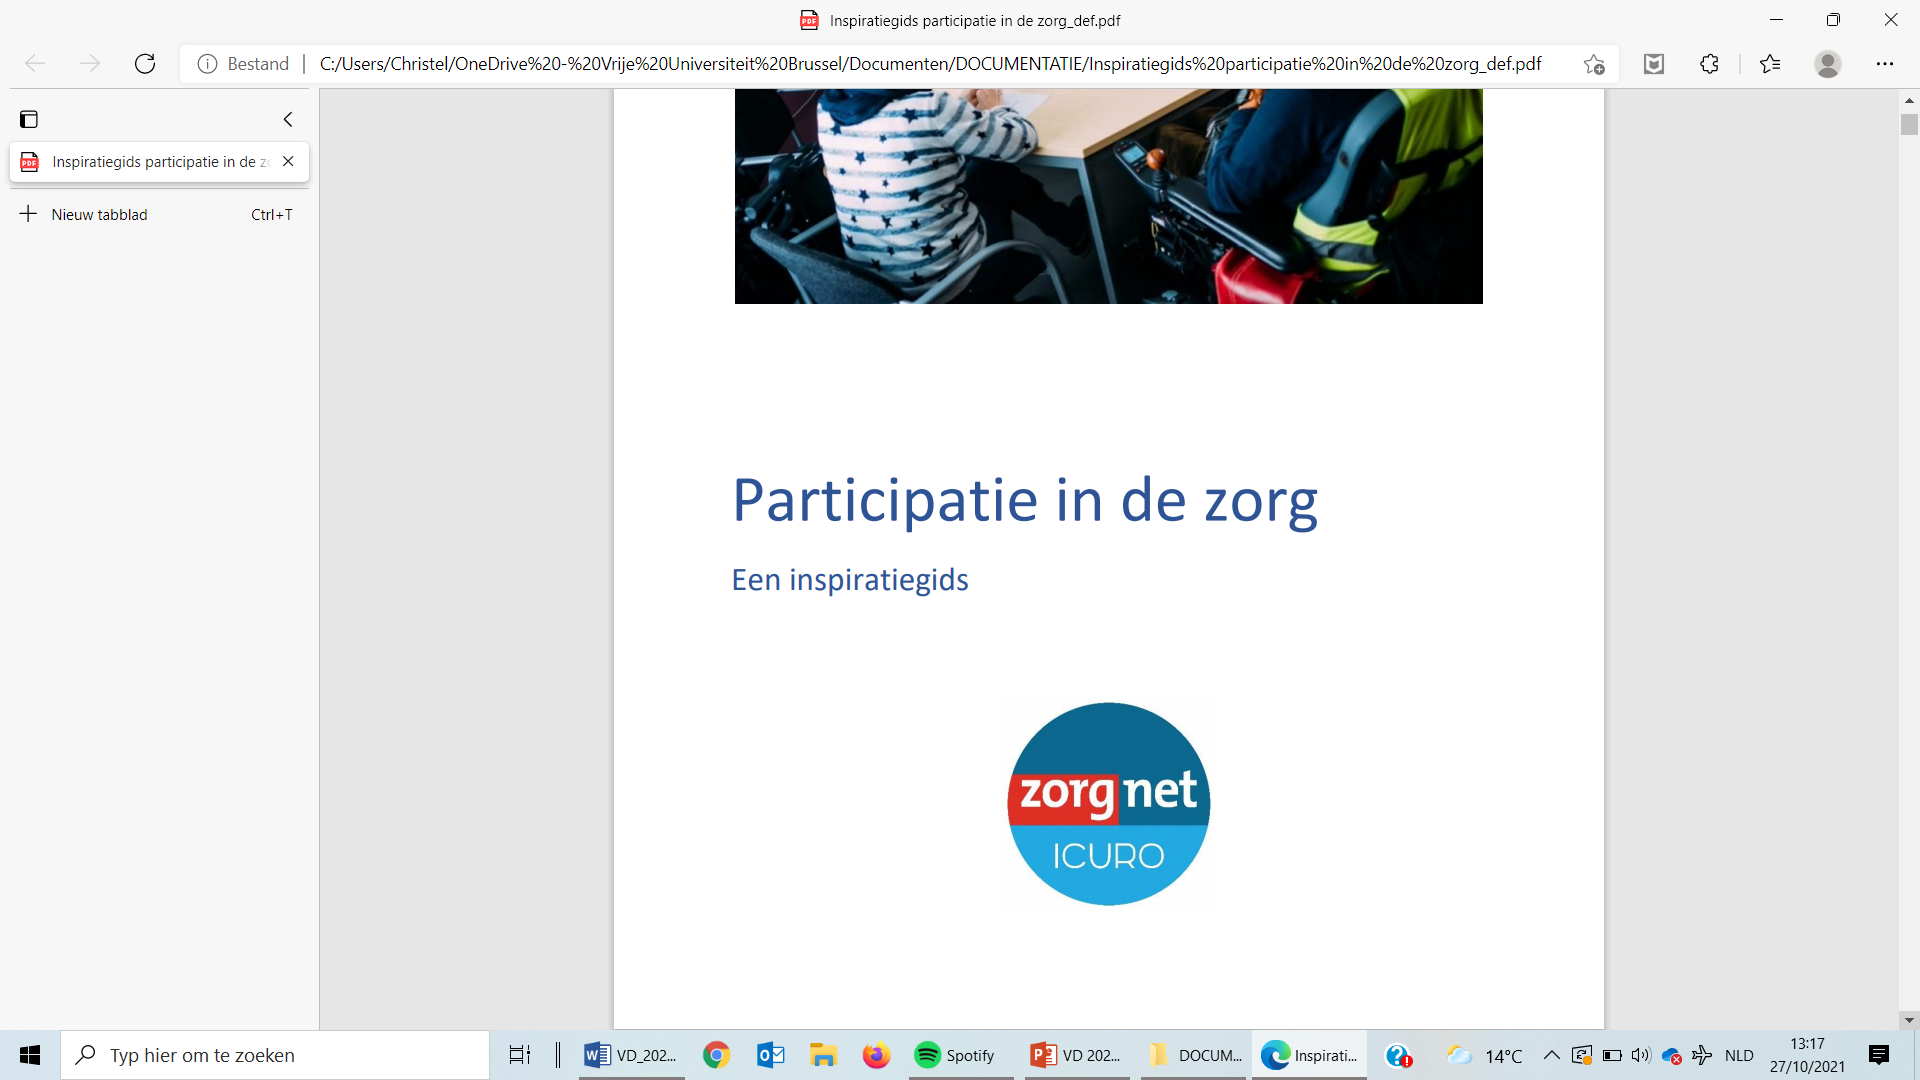 Inspiratiegids participatie in de zorg_def.pdf
Bestand
C:/Users/Christel/OneDrive%20-%20Vrije%20Universiteit%20Brussel/Documenten/DOCUMENTATIE/Inspiratiegids%20participatie%20in%20de%20zorg_def.pdf
Inspiratiegids participatie in de zo
Nieuw tabblad Ctrl+T
Participatie in de zorg
Een inspiratiegids
zorgnet
ICURO
Typ hier om te zoeken
VD_202...
Spotify
VD 202...
DOCUM...
Inspirati...
14°C
NLD
13:17
27/10/2021